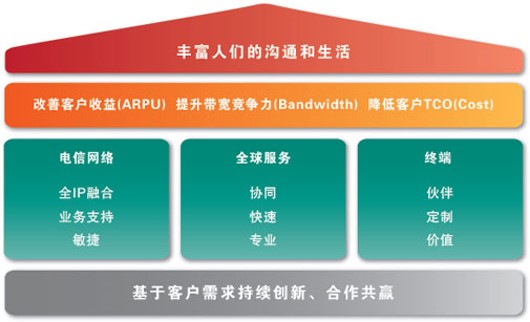 丰富人们的沟通和生活
改善客户收益(ARPU) 提升带宽竞争力(Bandwidth) 降低客户TCO(Cost)
电信网络
全IP融合
业务支持
敏捷
全球服务
协同
快速
专业
终端
伙伴
定制
价值
基于客户需求持续创新、合作共赢